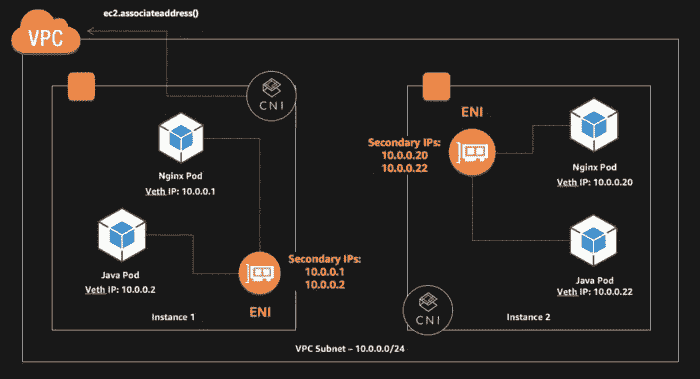 ec2.associateaddress()
VPC
CNI
Nginx Pod
Veth IP: 10.0.0.1
Java Pod
Veth IP: 10.0.0.2
Secondary IPs:
10.0.0.1
10.0.0.2
ENI
Instance 1
ENI
Secondary IPs:
10.0.0.20
10.0.0.22
Nginx Pod
Veth IP: 10.0.0.20
Java Pod
Veth IP: 10.0.0.22
CNI
Instance 2
VPC Subnet – 10.0.0.0/24